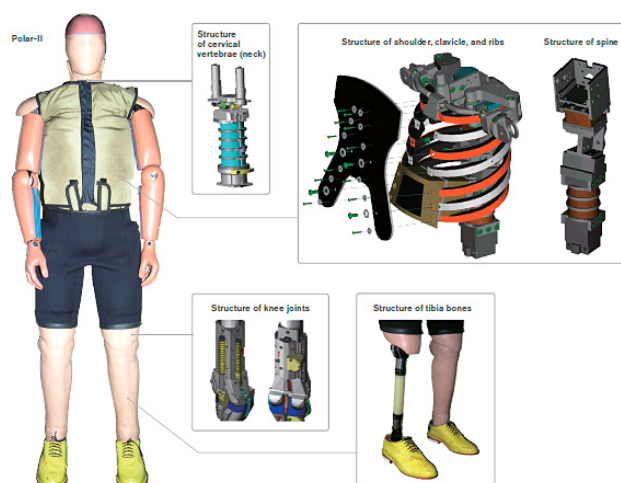 Polar-II
Structure
of cervical
vertebrae (neck)
Structure of shoulder, clavicle, and ribs
Structure of spine
Structure of knee joints
Structure of tibia bones